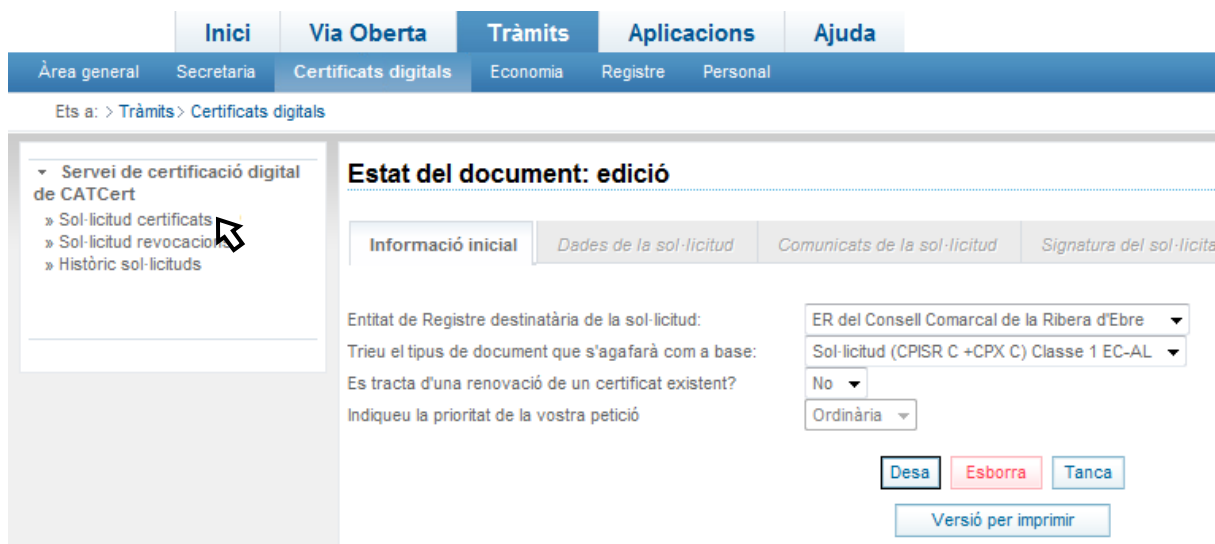 Inici Via Oberta Tràmits Aplicacions Ajuda
Àrea general Secretaria Certificats digitals Economia Registre Personal
Ets a: > Tràmits > Certificats digitals
Servei de certificació digital
de CATCert
» Sol·licitud certificats
» Sol·licitud revocacions
» Històric sol·licituds
Estat del document: edició
Informació inicial Dades de la sol·licitud Comunicats de la sol·licitud Signatura del sol·licita
Entitat de Registre destinatària de la sol·licitud: ER del Consell Comarcal de la Ribera d'Ebre
Trieu el tipus de document que s'agafarà com a base: Sol·licitud (CPISR C +CPX C) Classe 1 EC-AL
Es tracta d'una renovació de un certificat existent? No
Indiqueu la prioritat de la vostra petició Ordinària
Desa Esborra Tanca
Versió per imprimir